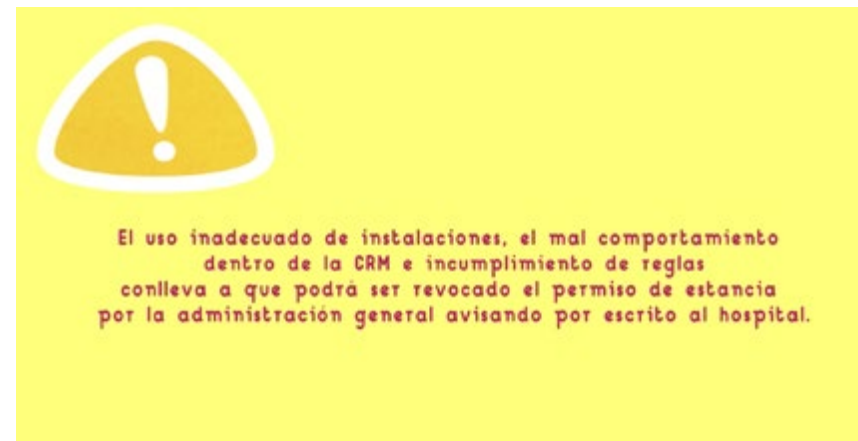 El uso inadecuado de instalaciones, el mal comportamiento
dentro de la CRM e incumplimiento de reglas
conlleva a que podrá ser revocado el permiso de estancia
por la administración general avisando por escrito al hospital.